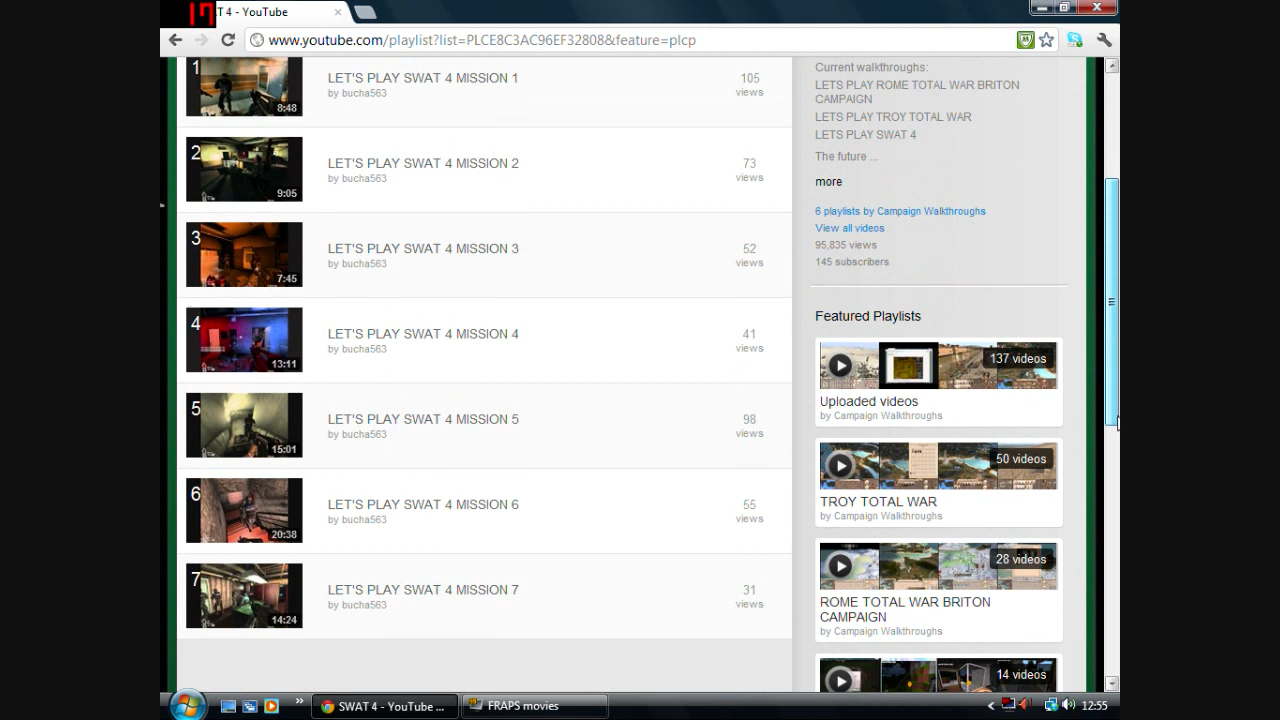 17
T 4 - YouTube
www.youtube.com/playlist?list=PLCE8C3AC96EF32808&feature=plcp
1
8:48
LET'S PLAY SWAT 4 MISSION 1
by bucha563
105
views
2
9:05
LET'S PLAY SWAT 4 MISSION 2
by bucha563
73
views
3
7:45
LET'S PLAY SWAT 4 MISSION 3
by bucha563
52
views
4
13:11
LET'S PLAY SWAT 4 MISSION 4
by bucha563
41
views
5
15:01
LET'S PLAY SWAT 4 MISSION 5
by bucha563
98
views
6
20:38
LET'S PLAY SWAT 4 MISSION 6
by bucha563
55
views
7
14:24
LET'S PLAY SWAT 4 MISSION 7
by bucha563
31
views
Current walkthroughs:
LETS PLAY ROME TOTAL WAR BRITON
CAMPAIGN
LETS PLAY TROY TOTAL WAR
LETS PLAY SWAT 4
The future ...
more
6 playlists by Campaign Walkthroughs
View all videos
95,835 views
145 subscribers
Featured Playlists
137 videos
Uploaded videos
by Campaign Walkthroughs
50 videos
TROY TOTAL WAR
by Campaign Walkthroughs
28 videos
ROME TOTAL WAR BRITON
CAMPAIGN
by Campaign Walkthroughs
14 videos
SWAT 4 - YouTube ...
FRAPS movies
12:55